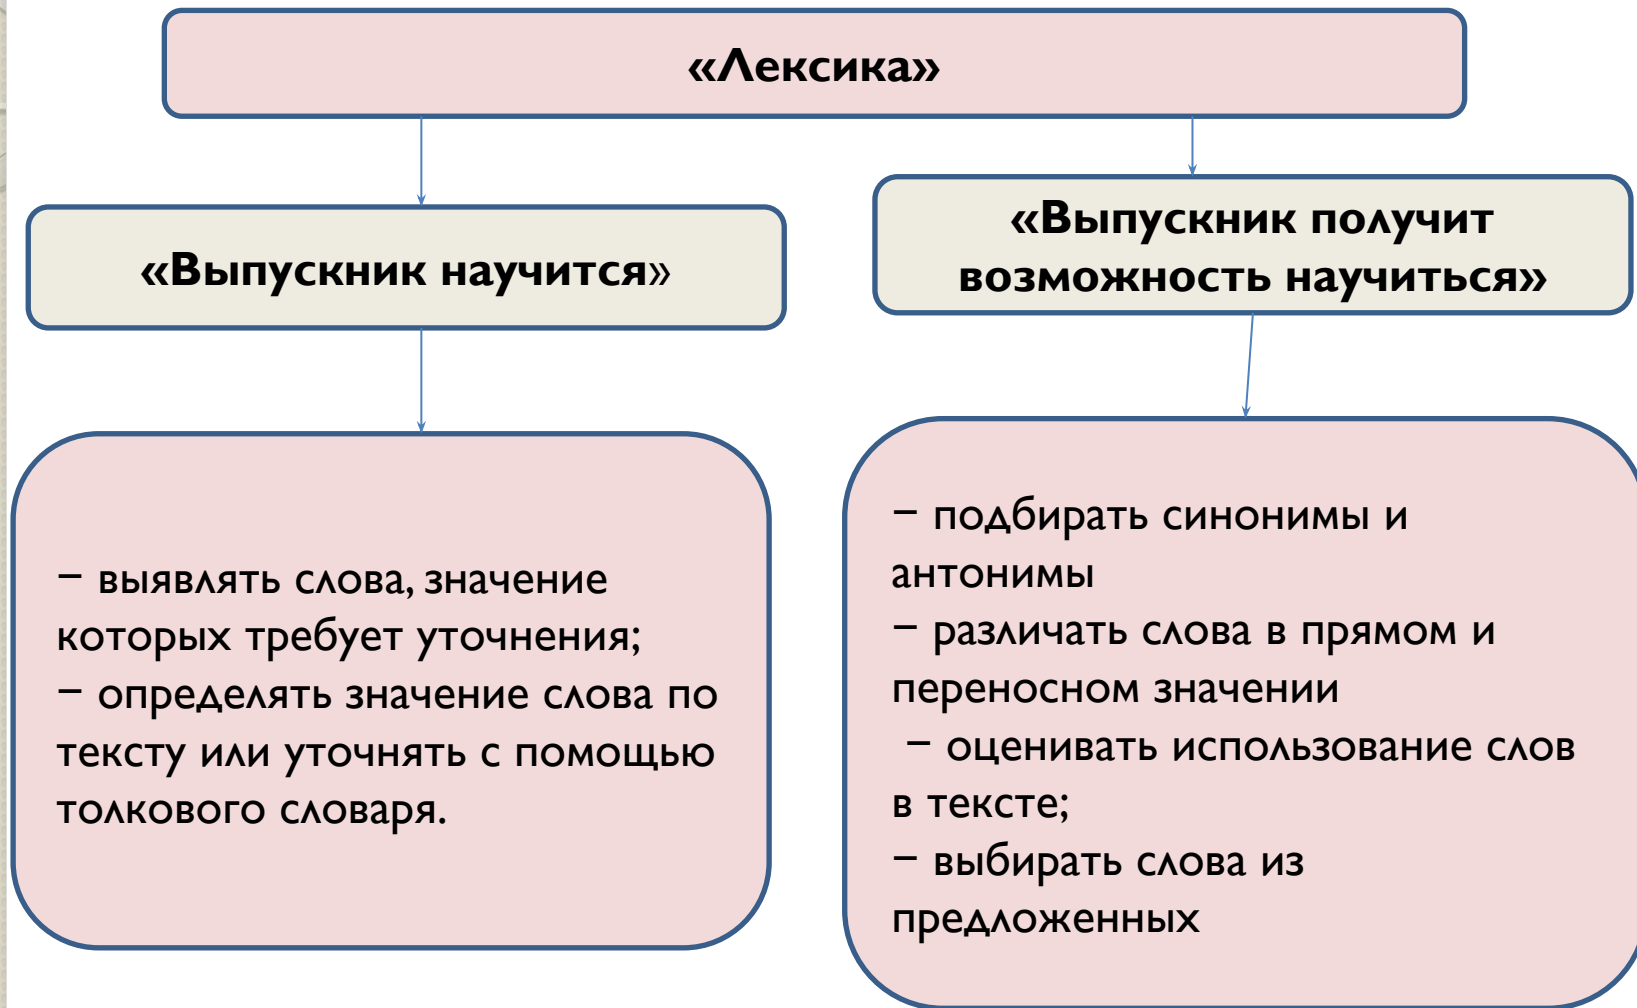 «Лексика»
«Выпускник научится»
«Выпускник получит
возможность научиться»
− выявлять слова, значение
которых требует уточнения;
− определять значение слова по
тексту или уточнять с помощью
толкового словаря.
− подбирать синонимы и
антонимы
− различать слова в прямом и
переносном значении
− оценивать использование слов
в тексте;
− выбирать слова из
предложенных